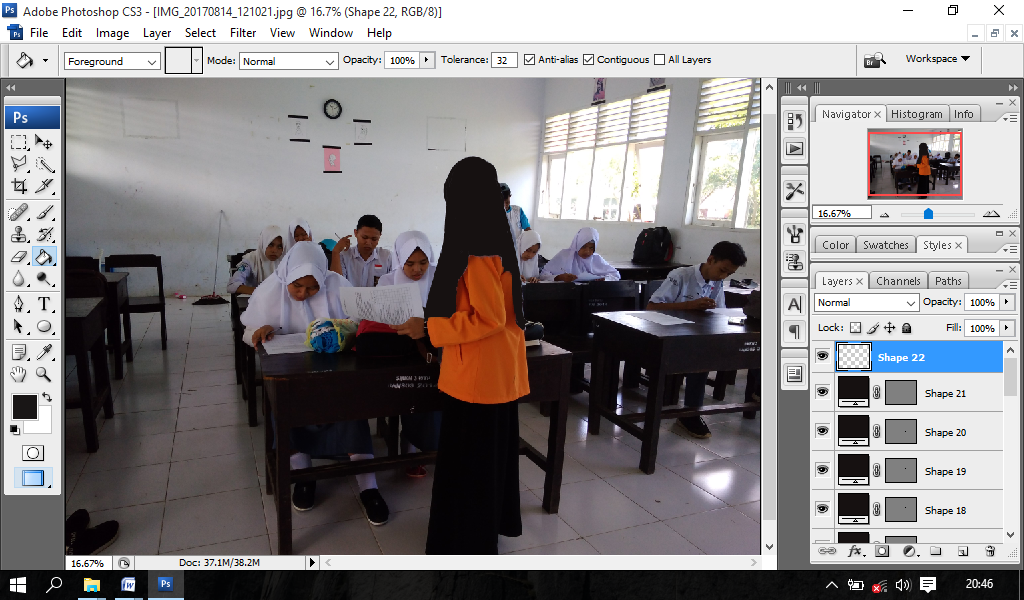 Adobe Photoshop CS3 - [IMG_20170814_121021.jpg @ 16.7% (Shape 22, RGB/8)]
File Edit Image Layer Select Filter View Window Help
Foreground Mode: Normal Opacity: 100% Tolerance: 32 Anti-alias Contiguous All Layers Workspace
Ps
Navigator Histogram Info
16.67%
Color Swatches Styles
Layers Channels Paths
Normal Opacity: 100%
Lock: Fill: 100%
Shape 22
Shape 21
Shape 20
Shape 19
Shape 18
16.67% Doc: 37.1M/38.2M
20:46